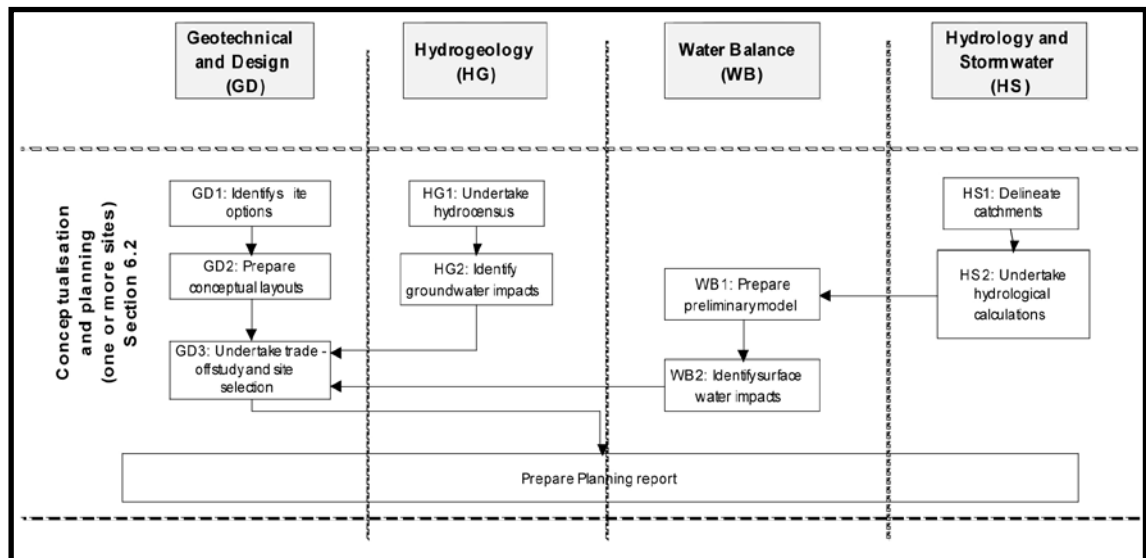 Geotechnical
and Design
(GD)
Hydrogeology
(HG)
Water Balance
(WB)
Hydrology and
Stormwater
(HS)
Conceptualisation
and planning
(one or more sites)
Section 6.2
GD1: Identifys ite
options
GD2: Prepare
conceptual layouts
GD3: Undertake trade -
offstudy and site
selection
HG1: Undertake
hydrocensus
HG2: Identify
groundwater impacts
WB1: Prepare
preliminary model
WB2: Identifysurface
water impacts
HS1: Delineate
catchments
HS2: Undertake
hydrological
calculations
Prepare Planning report